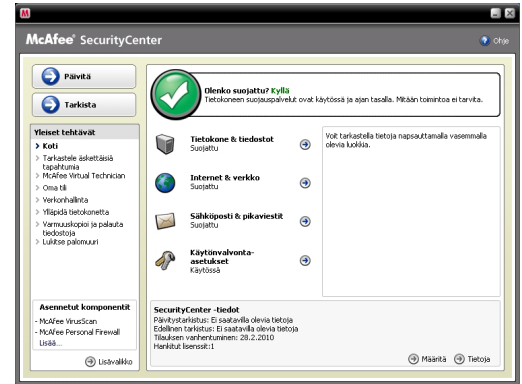 McAfee® SecurityCenter
Ohje
Päivitä
Tarkista
Yleiset tehtävät
Koti
Tarkastele äskettäisiä
tapahtumia
McAfee Virtual Technician
Oma tili
Verkonhallinta
Ylläpidä tietokonetta
Varmuuskopioi ja palauta
tiedostoja
Lukitse palomuuri
Asennetut komponentit
- McAfee VirusScan
- McAfee Personal Firewall
Lisää...
Lisävalikko
Olenko suojattu? Kyllä
Tietokoneen suojauspalvelut ovat käytössä ja ajan tasalla. Mitään toimintoa ei tarvita.
Tietokone & tiedostot
Suojattu
Internet & verkko
Suojattu
Sähköposti & pikaviestit
Suojattu
Käytönvalvonta-
asetukset
Käytössä
Voit tarkastella tietoja napsauttamalla vasemmalla
olevia luokkia.
SecurityCenter -tiedot
Päivitystarkistus: Ei saatavilla olevia tietoja
Edellinen tarkistus: Ei saatavilla olevia tietoja
Tilauksen vanhentuminen: 28.2.2010
Hankitut lisenssit:1
Määritä
Tietoja